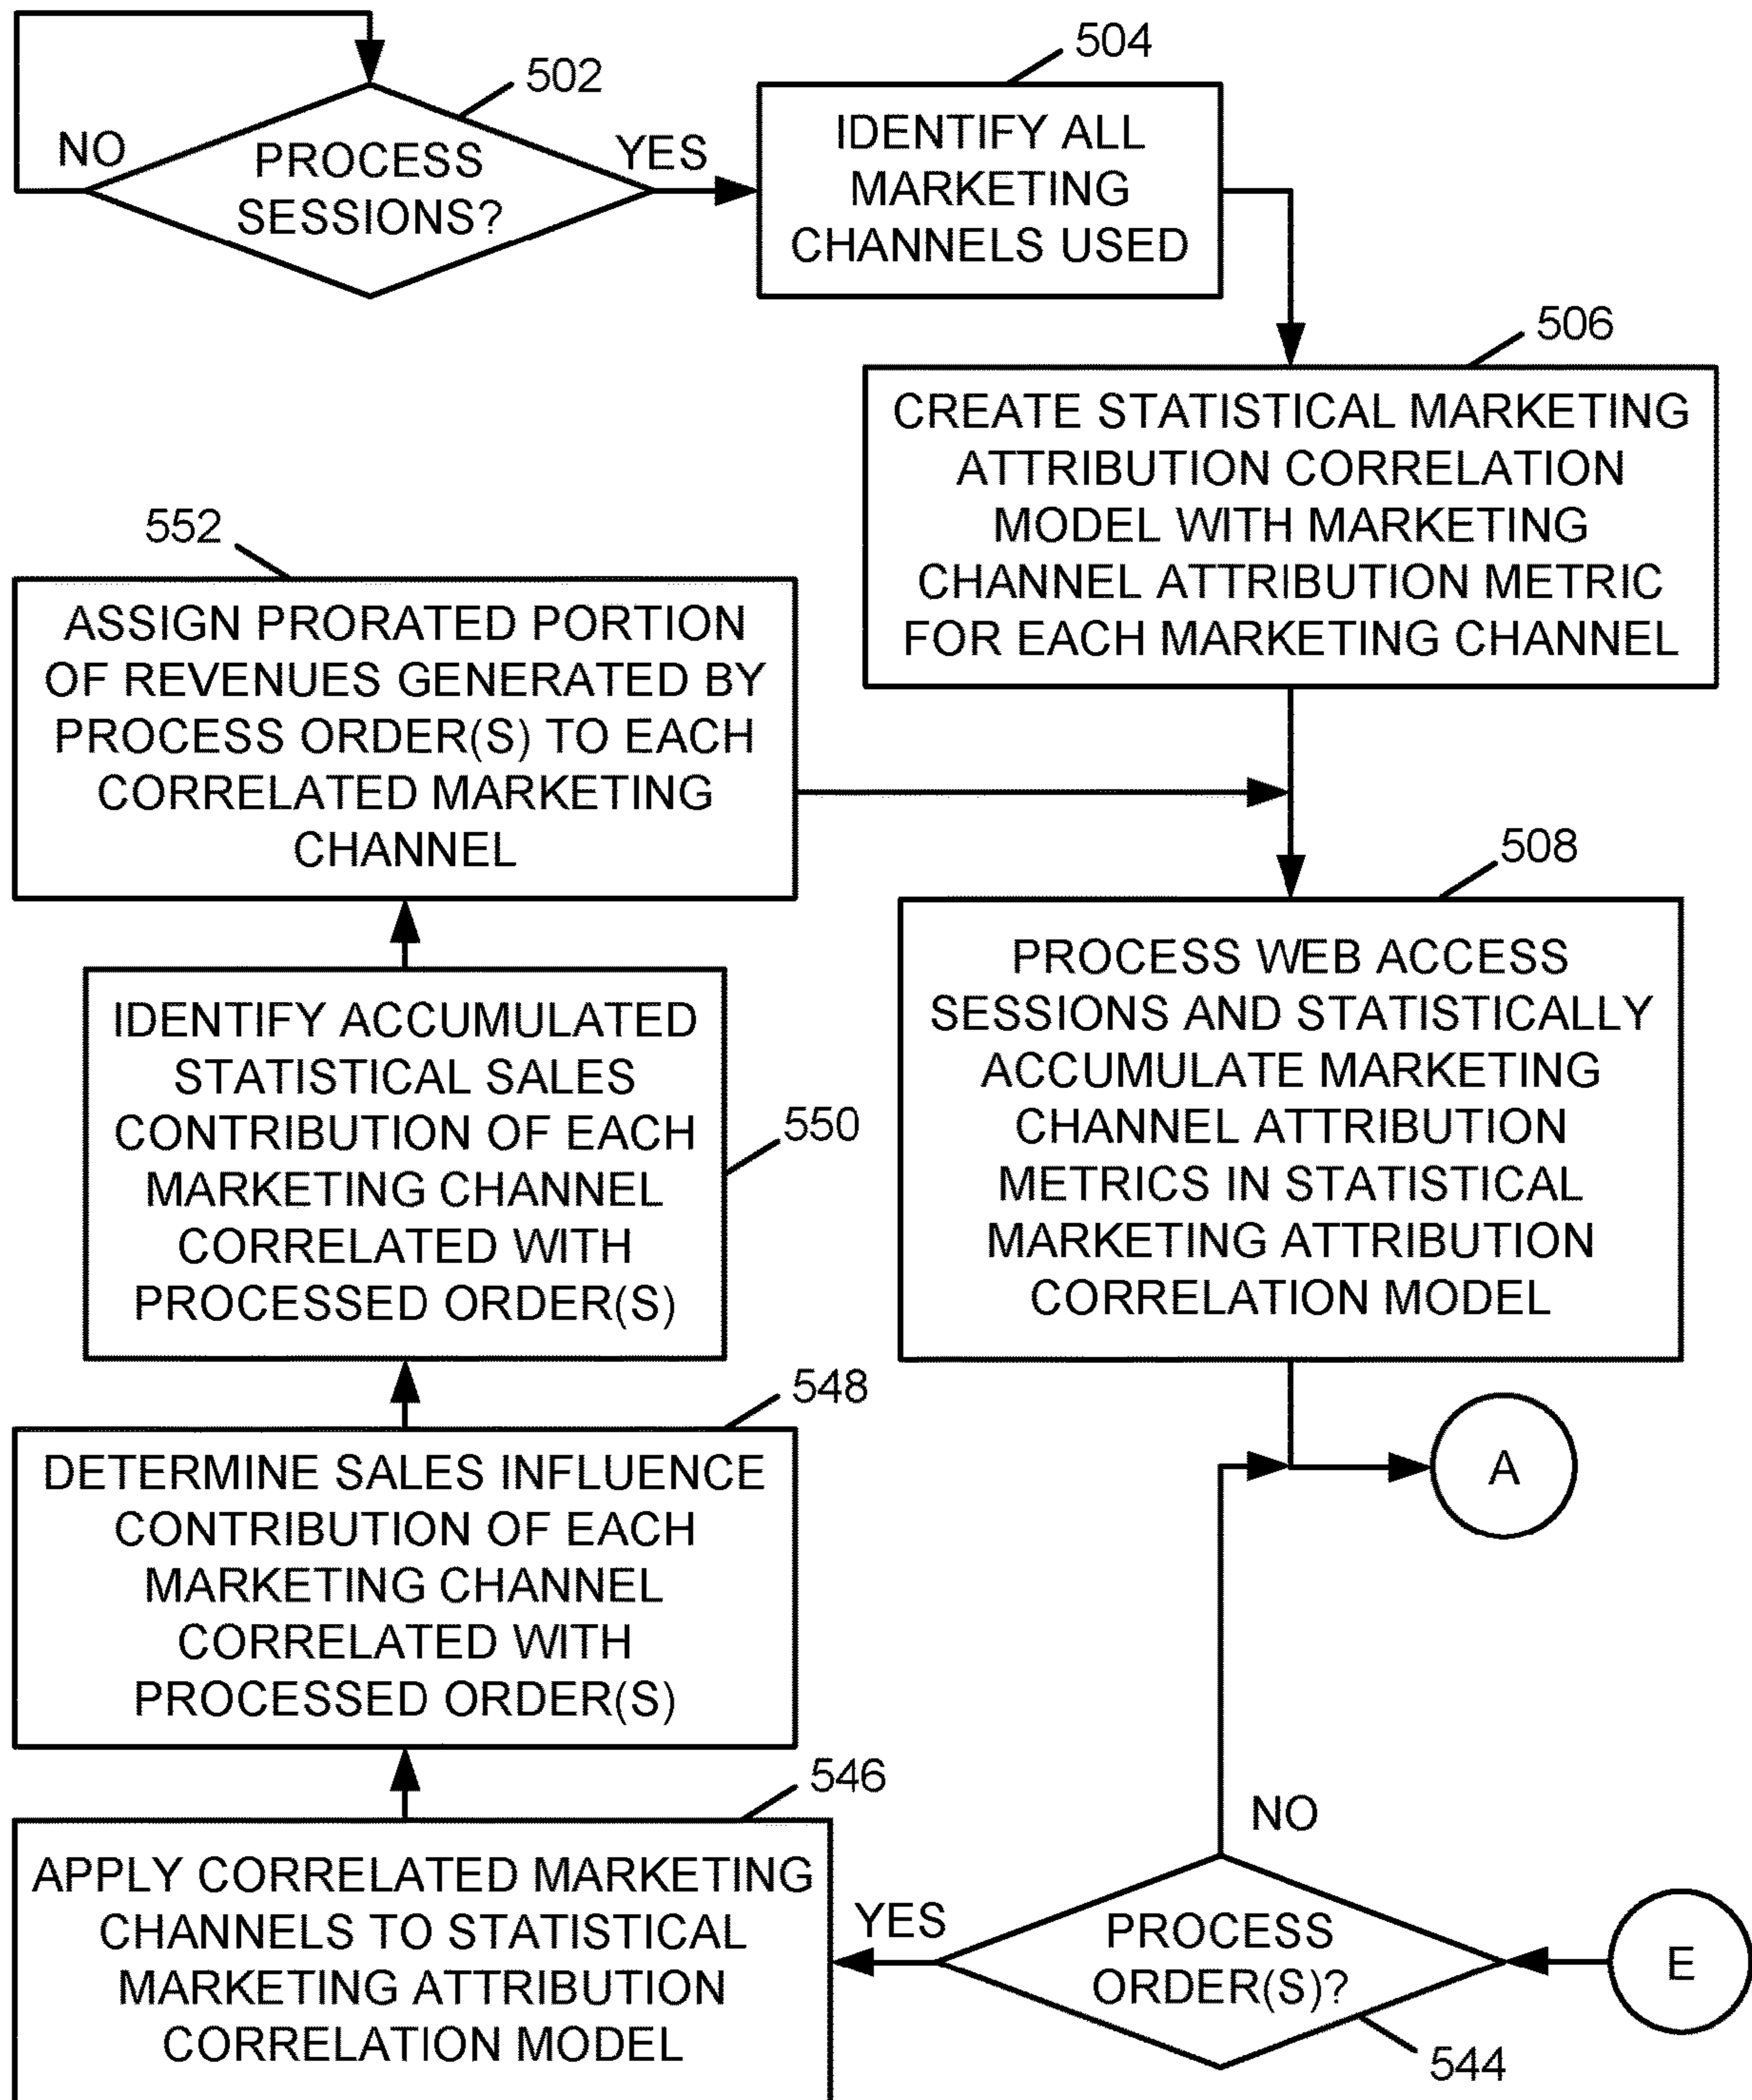 502
NO
PROCESS
SESSIONS?
YES
504
IDENTIFY ALL
MARKETING
CHANNELS USED
506
CREATE STATISTICAL MARKETING
ATTRIBUTION CORRELATION
MODEL WITH MARKETING
CHANNEL ATTRIBUTION METRIC
FOR EACH MARKETING CHANNEL
552
ASSIGN PRORATED PORTION
OF REVENUES GENERATED BY
PROCESS ORDER(S) TO EACH
CORRELATED MARKETING
CHANNEL
508
PROCESS WEB ACCESS
SESSIONS AND STATISTICALLY
ACCUMULATE MARKETING
CHANNEL ATTRIBUTION
METRICS IN STATISTICAL
MARKETING ATTRIBUTION
CORRELATION MODEL
IDENTIFY ACCUMULATED
STATISTICAL SALES
CONTRIBUTION OF EACH
MARKETING CHANNEL
CORRELATED WITH
PROCESSED ORDER(S)
550
548
DETERMINE SALES INFLUENCE
CONTRIBUTION OF EACH
MARKETING CHANNEL
CORRELATED WITH
PROCESSED ORDER(S)
A
546
APPLY CORRELATED MARKETING
CHANNELS TO STATISTICAL
MARKETING ATTRIBUTION
CORRELATION MODEL
NO
YES
PROCESS
ORDER(S)?
E
544